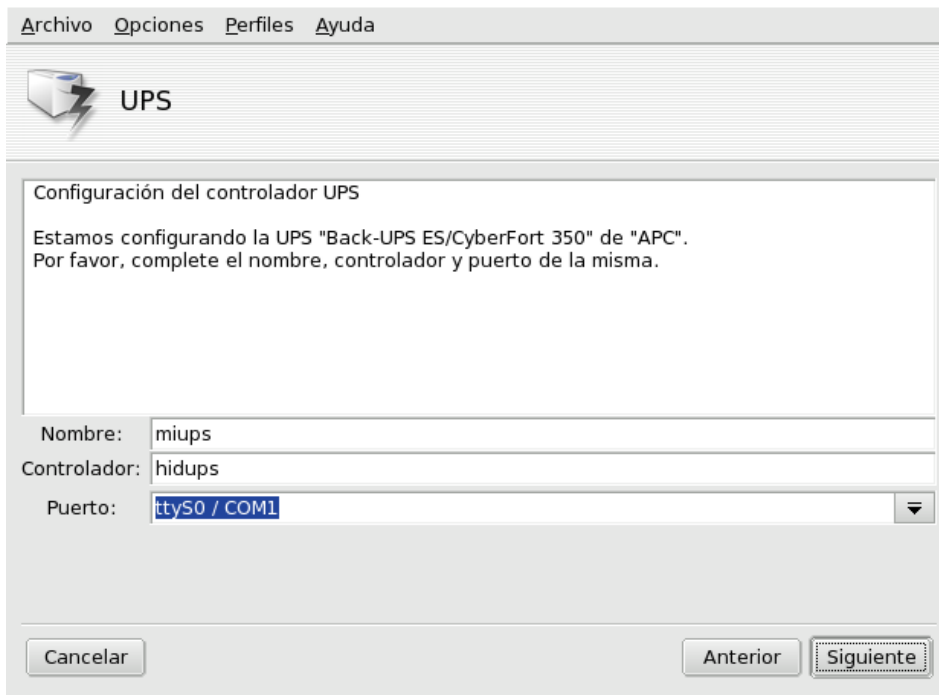 Archivo Opciones Perfiles Ayuda
UPS
Configuración del controlador UPS
Estamos configurando la UPS "Back-UPS ES/CyberFort 350" de "APC".
Por favor, complete el nombre, controlador y puerto de la misma.
Nombre: miups
Controlador: hidups
Puerto: ttyS0 / COM1
Cancelar Anterior Siguiente